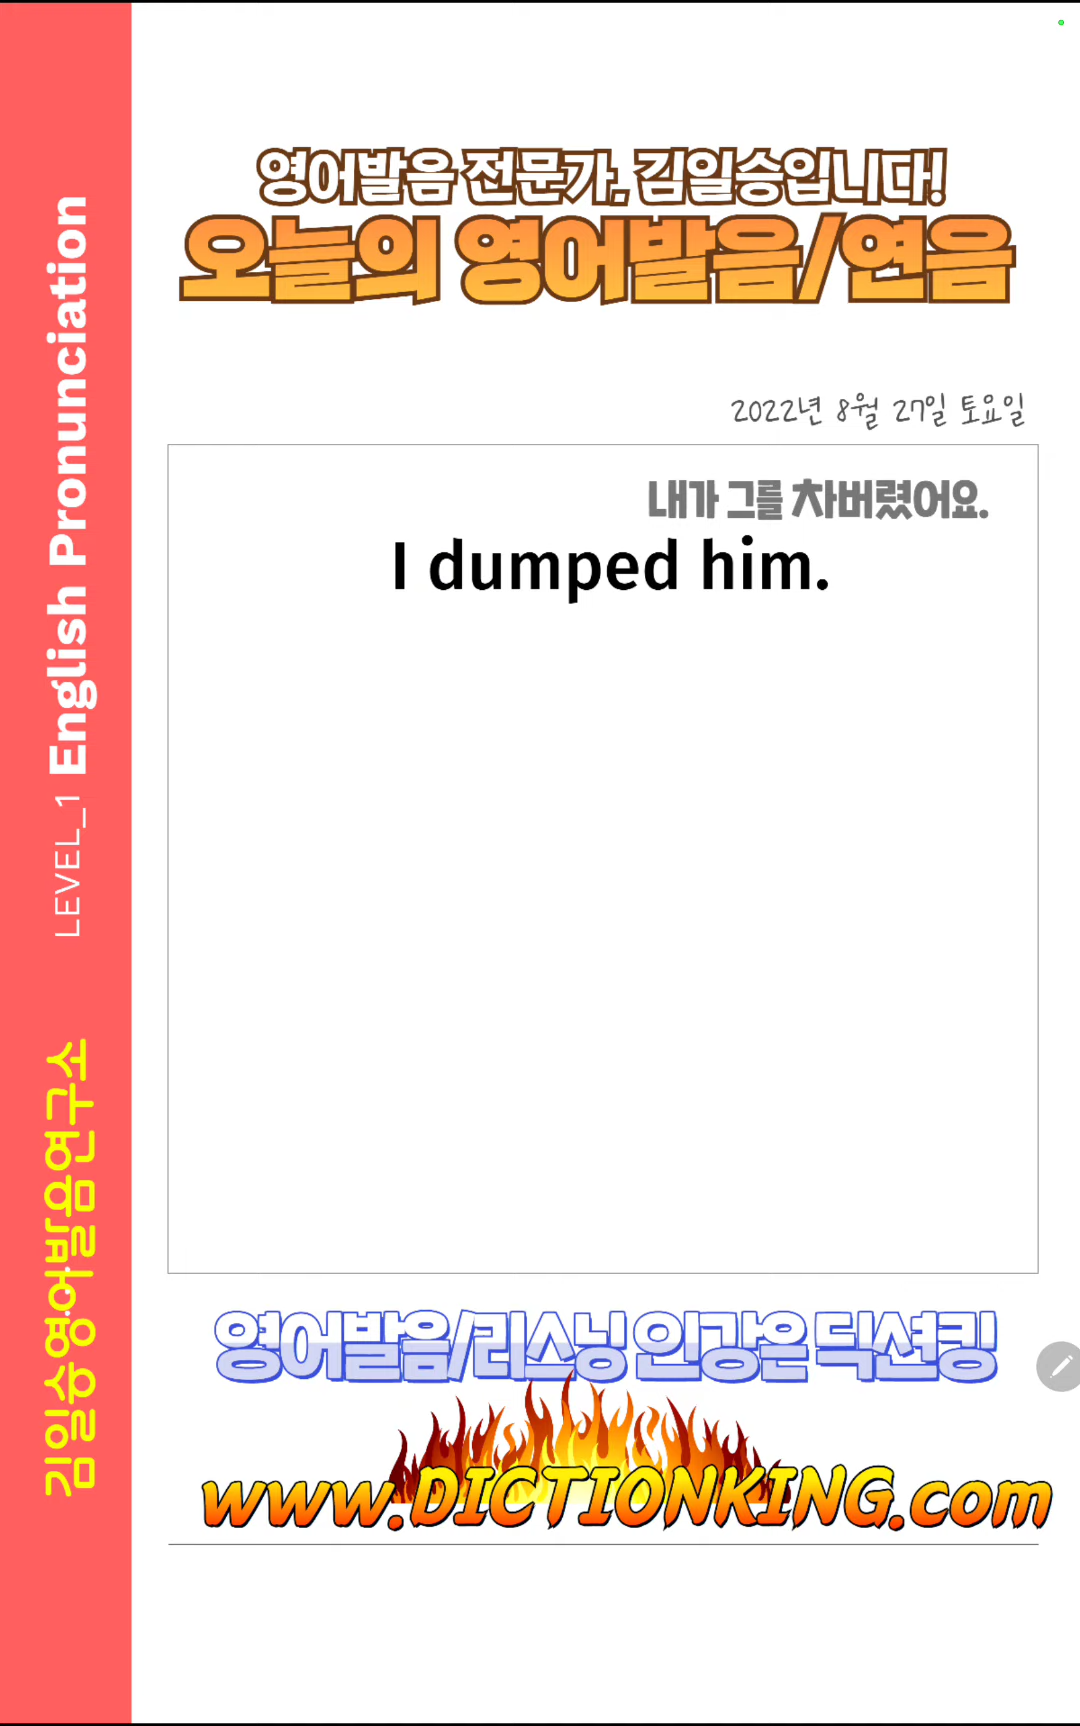 영어발음 전문가, 김일승입니다!
오늘의 영어발음/연음
2022년 8월 27일 토요일
내가 그를 차버렸어요.
I dumped him.
영어발음/리스닝 인강은 딕션킹
www.DICTIONKING.com
LEVEL_1 English Pronunciation
김일승영어발음연구소